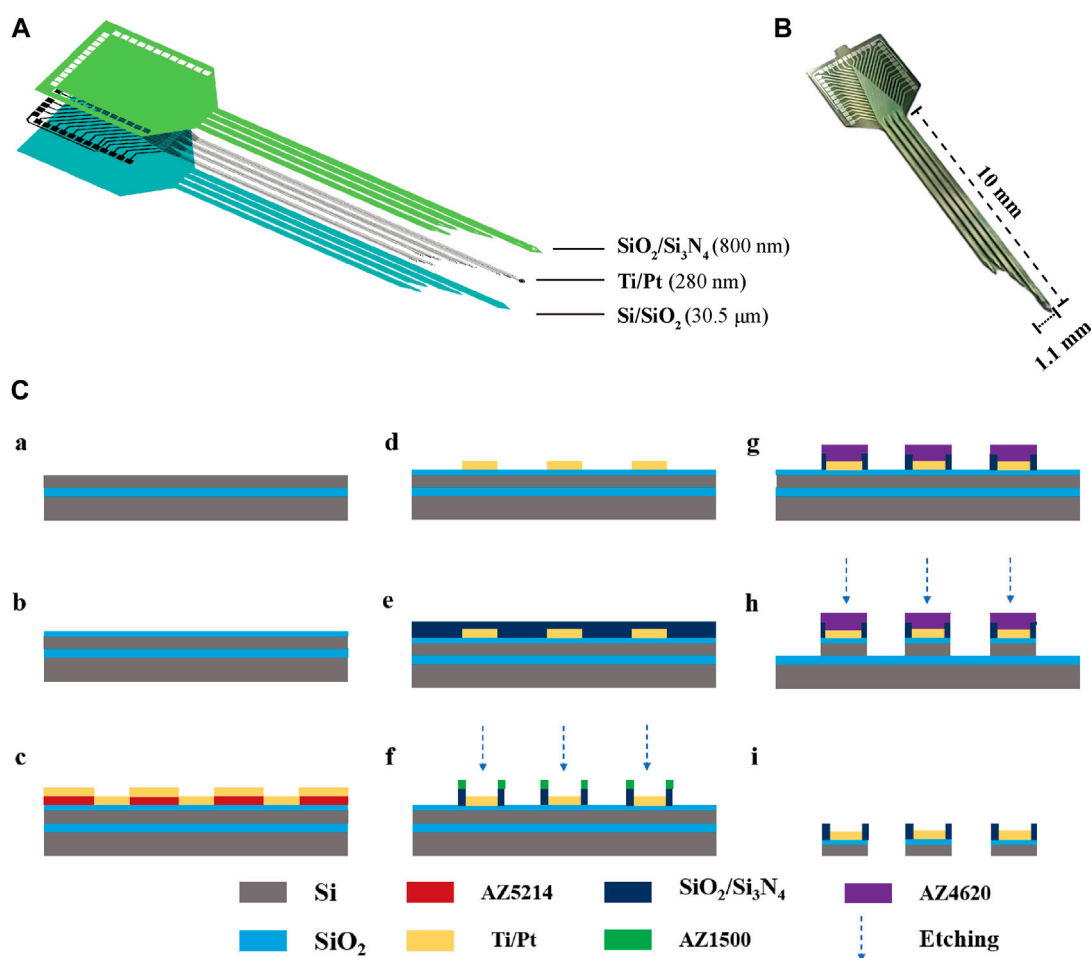 A
B
SiO₂/Si₃N₄ (800 nm)
Ti/Pt (280 nm)
Si/SiO₂ (30.5 μm)
10 mm
1.1 mm
C
a
d
g
b
e
h
c
f
i
Si
AZ5214
SiO₂/Si₃N₄
AZ4620
SiO₂
Ti/Pt
AZ1500
Etching